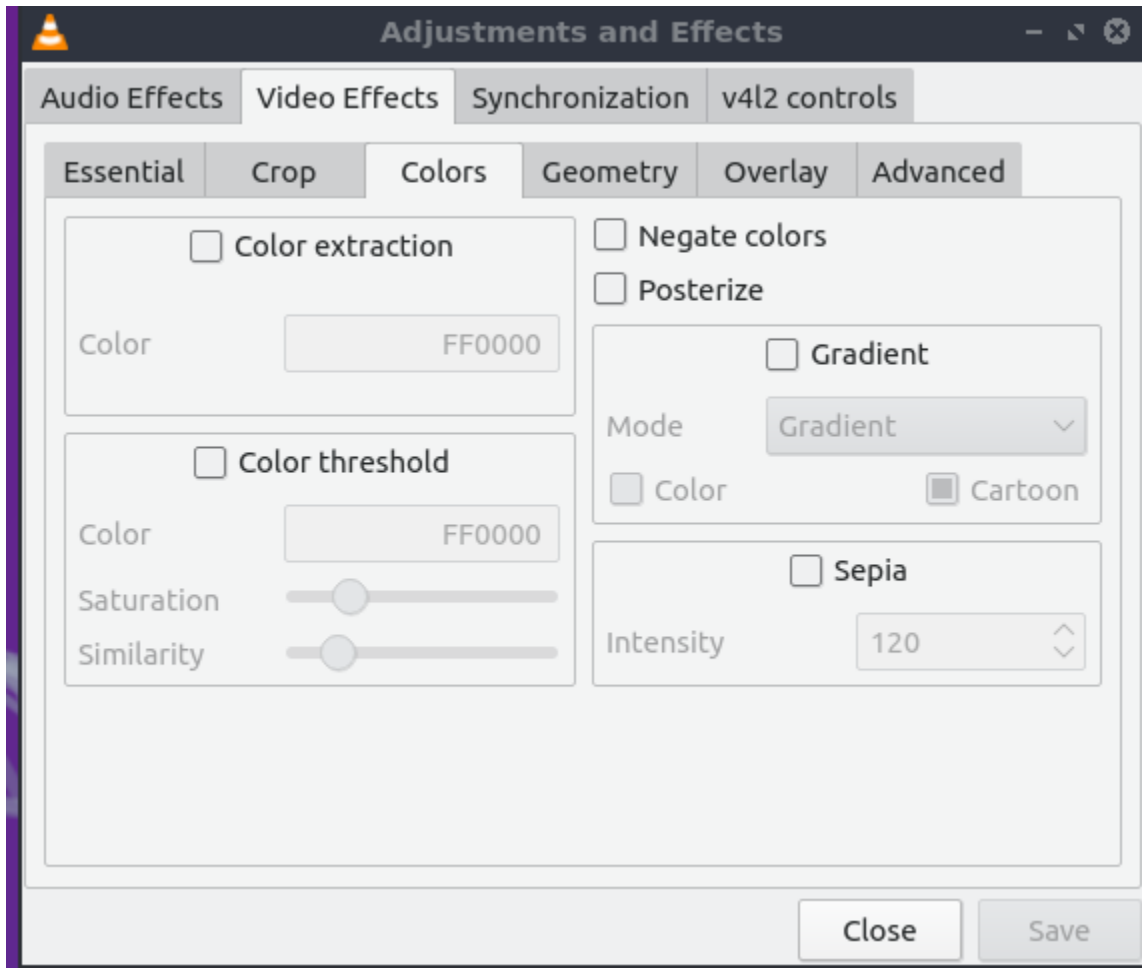 Adjustments and Effects
Audio Effects Video Effects Synchronization v4l2 controls
Essential Crop Colors Geometry Overlay Advanced
Color extraction
Color FF0000
Color threshold
Color FF0000
Saturation
Similarity
Negate colors
Posterize
Gradient
Mode Gradient
Color Cartoon
Sepia
Intensity 120
Close Save